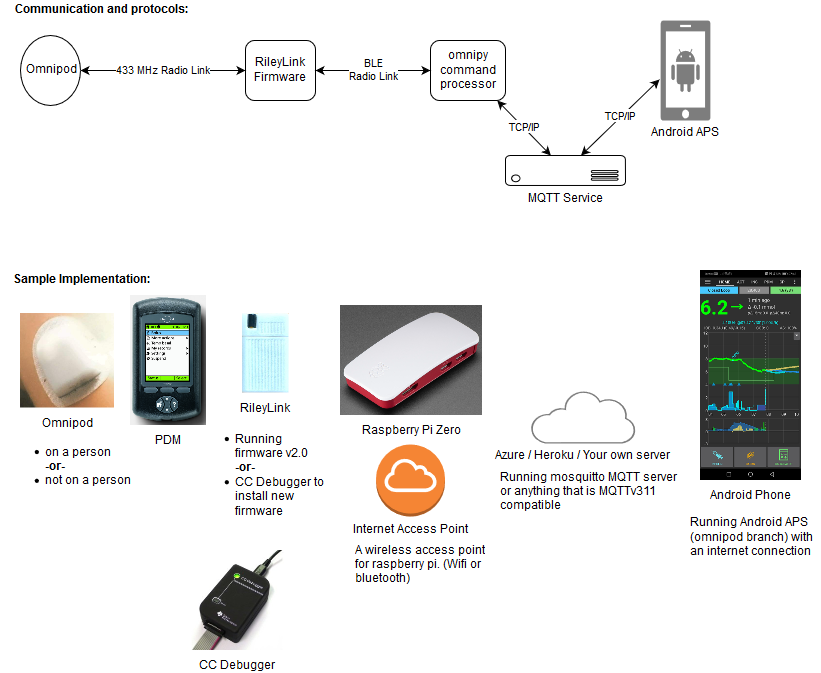 Communication and protocols:
Omnipod
433 MHz Radio Link
RileyLink
Firmware
BLE
Radio Link
omnipy
command
processor
TCP/IP
TCP/IP
Android APS
MQTT Service
Sample Implementation:
Omnipod
• on a person
-or-
• not on a person
PDM
RileyLink
• Running
firmware v2.0
-or-
• CC Debugger to
install new
firmware
CC Debugger
Raspberry Pi Zero
Internet Access Point
A wireless access point
for raspberry pi. (Wifi or
bluetooth)
Azure / Heroku / Your own server
Running mosquitto MQTT server
or anything that is MQTTv311
compatible
HOME
6.2
1 min ago
Android Phone
Running Android APS
(omnipod branch) with
an internet connection